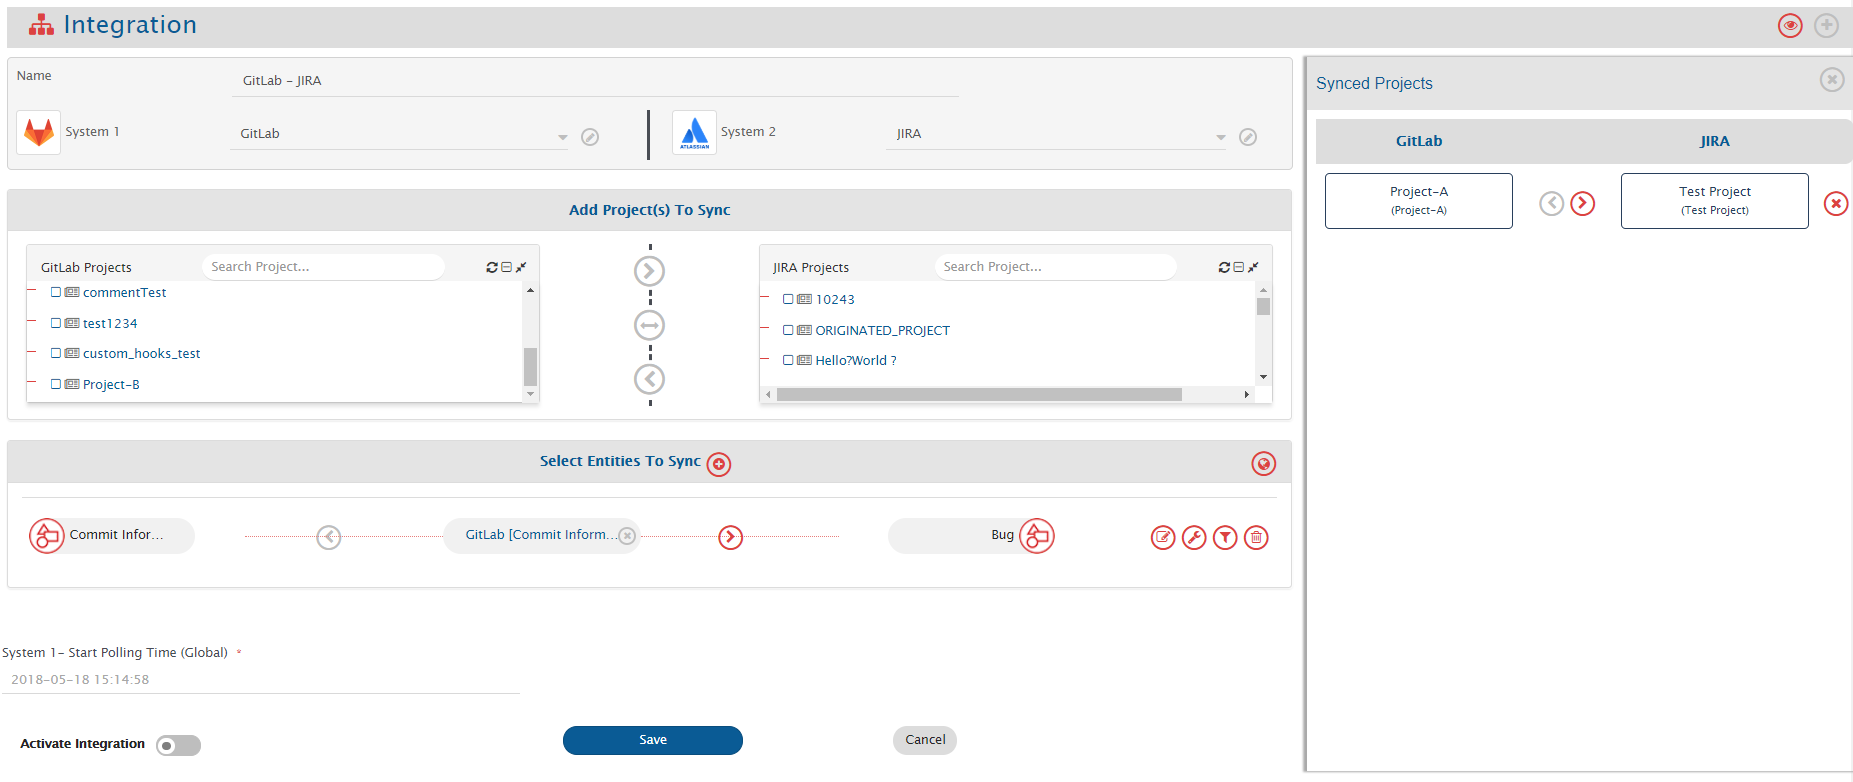 Integration
Name
GitLab - JIRA
System 1
GitLab
ATLASSIAN
System 2
JIRA
Add Project(s) To Sync
GitLab Projects
Search Project...
commentTest
test1234
custom_hooks_test
Project-B
JIRA Projects
Search Project...
10243
ORIGINATED_PROJECT
Hello?World ?
Select Entities To Sync
Commit Infor...
GitLab [Commit Inform...
Bug
System 1- Start Polling Time (Global) *
2018-05-18 15:14:58
Activate Integration
Save
Cancel
Synced Projects
GitLab
JIRA
Project-A
(Project-A)
Test Project
(Test Project)